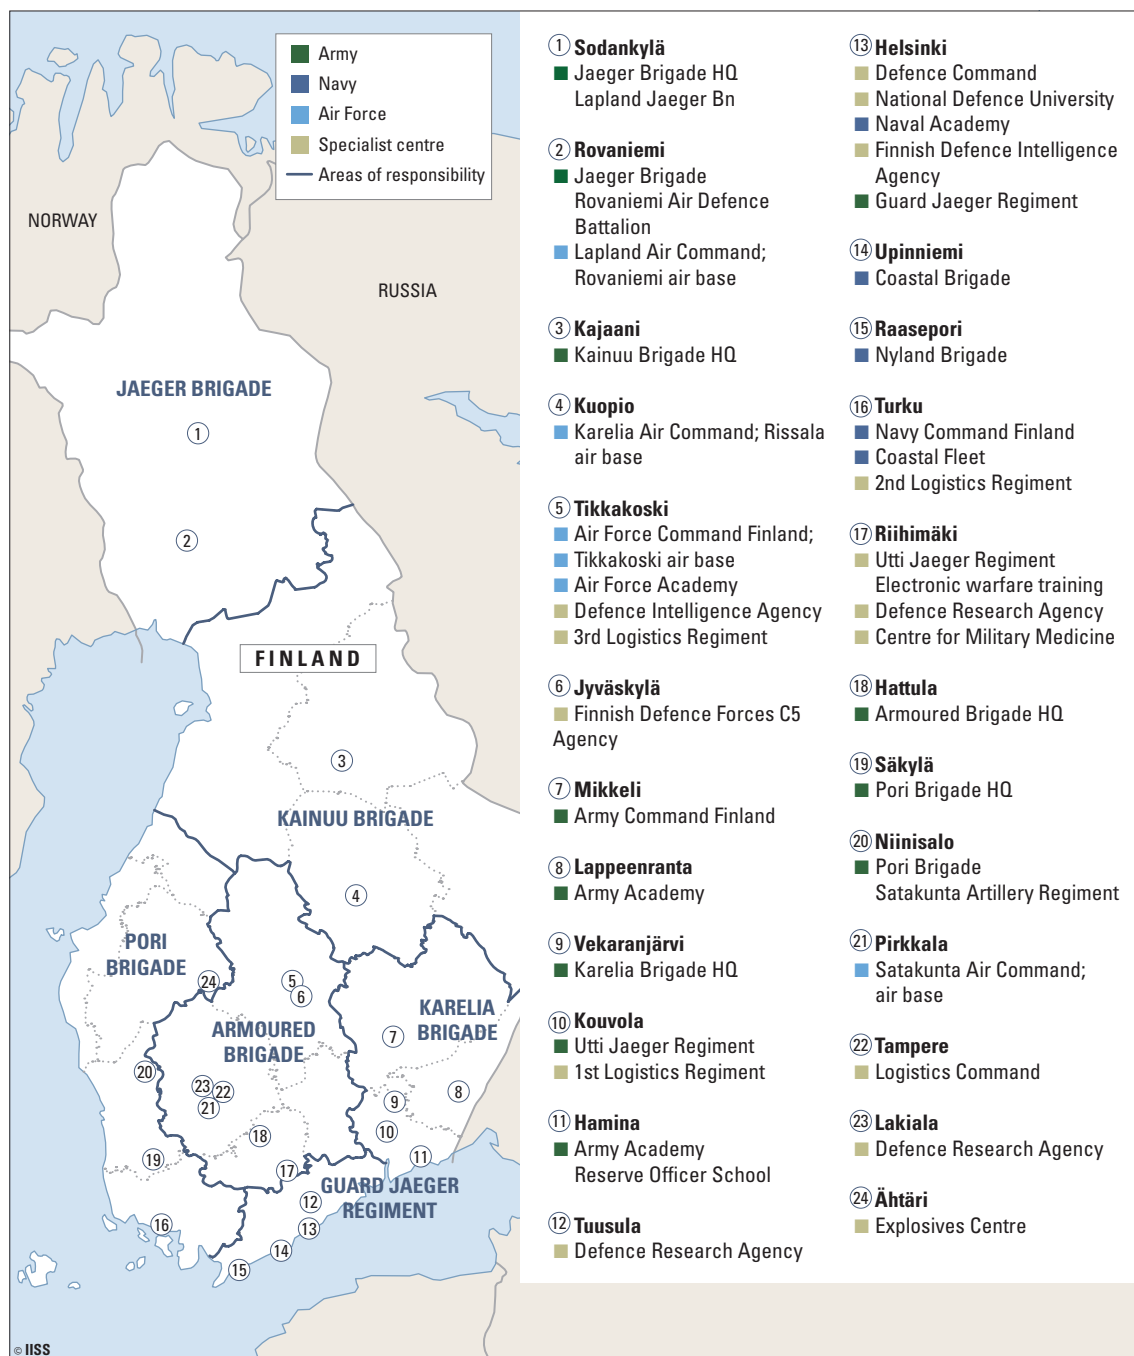 Army
Navy
Air Force
Specialist centre
Areas of responsibility
NORWAY
RUSSIA
JAEGER BRIGADE
1
2
FINLAND
3
KAINUU BRIGADE
4
PORI
BRIGADE
24
5
6
KARELIA
BRIGADE
ARMOURED
BRIGADE
7
20
23
22
21
8
9
10
18
11
19
17
GUARD JAEGER
REGIMENT
12
16
13
14
15
© IISS
1 Sodankylä
Jaeger Brigade HQ
Lapland Jaeger Bn
2 Rovaniemi
Jaeger Brigade
Rovaniemi Air Defence
Battalion
Lapland Air Command;
Rovaniemi air base
3 Kajaani
Kainuu Brigade HQ
4 Kuopio
Karelia Air Command; Rissala
air base
5 Tikkakoski
Air Force Command Finland;
Tikkakoski air base
Air Force Academy
Defence Intelligence Agency
3rd Logistics Regiment
6 Jyväskylä
Finnish Defence Forces C5
Agency
7 Mikkeli
Army Command Finland
8 Lappeenranta
Army Academy
9 Vekaranjärvi
Karelia Brigade HQ
10 Kouvola
Utti Jaeger Regiment
1st Logistics Regiment
11 Hamina
Army Academy
Reserve Officer School
12 Tuusula
Defence Research Agency
13 Helsinki
Defence Command
National Defence University
Naval Academy
Finnish Defence Intelligence
Agency
Guard Jaeger Regiment
14 Upinniemi
Coastal Brigade
15 Raasepori
Nyland Brigade
16 Turku
Navy Command Finland
Coastal Fleet
2nd Logistics Regiment
17 Riihimäki
Utti Jaeger Regiment
Electronic warfare training
Defence Research Agency
Centre for Military Medicine
18 Hattula
Armoured Brigade HQ
19 Säkylä
Pori Brigade HQ
20 Niinisalo
Pori Brigade
Satakunta Artillery Regiment
21 Pirkkala
Satakunta Air Command;
air base
22 Tampere
Logistics Command
23 Lakiala
Defence Research Agency
24 Ähtäri
Explosives Centre